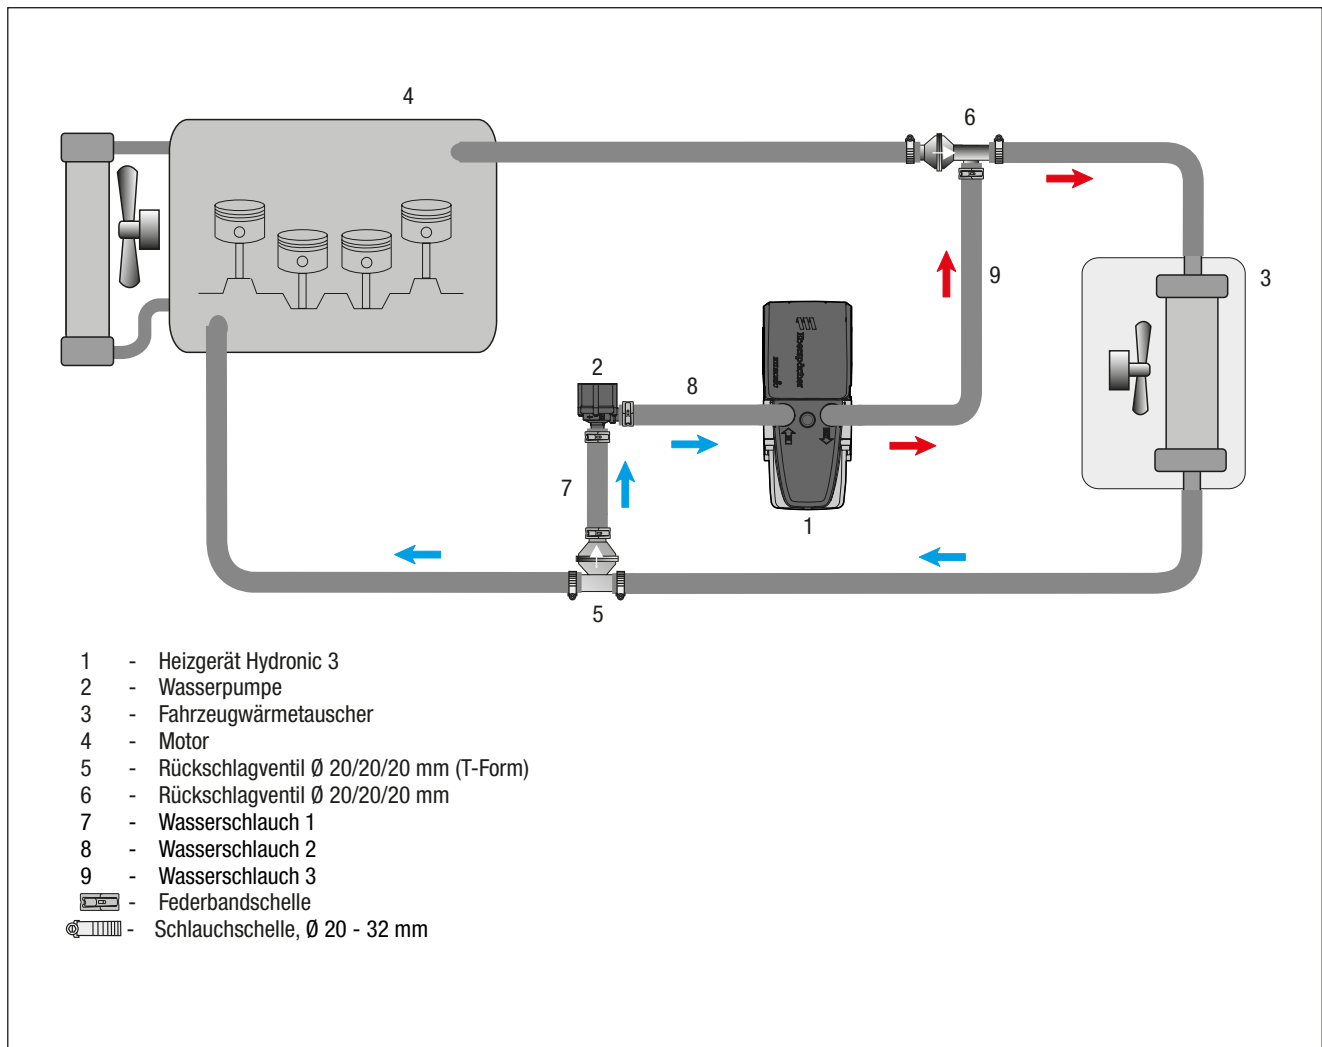 4
6
3
9
2
8
Eberspächer
7
1
5
1 - Heizgerät Hydronic 3
2 - Wasserpumpe
3 - Fahrzeugwärmetauscher
4 - Motor
5 - Rückschlagventil Ø 20/20/20 mm (T-Form)
6 - Rückschlagventil Ø 20/20/20 mm
7 - Wasserschlauch 1
8 - Wasserschlauch 2
9 - Wasserschlauch 3
- Federbandschelle
- Schlauchschelle, Ø 20 - 32 mm